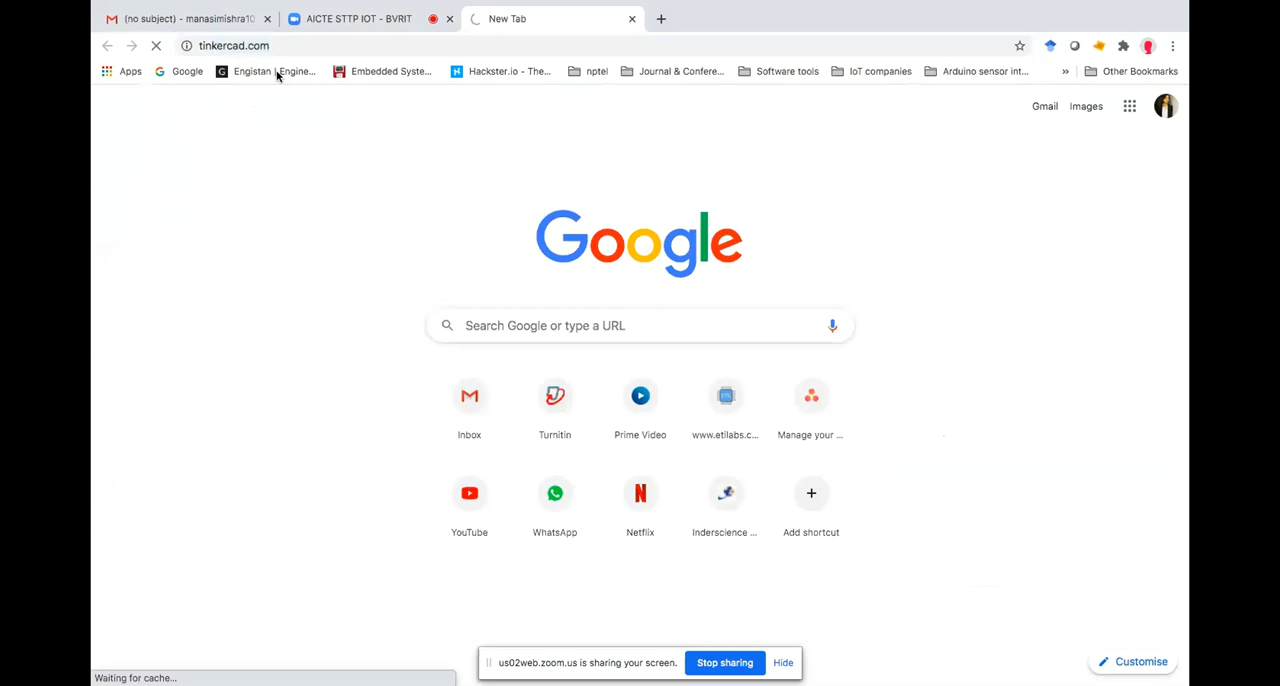 (no subject) - manasimishra10
AICTE STTP IOT - BVRIT
New Tab
tinkercad.com
Apps
Google
Engistan | Engine...
Embedded Syste...
Hackster.io - The...
nptel
Journal & Confere...
Software tools
IoT companies
Arduino sensor int...
» Other Bookmarks
Gmail
Images
Google
Search Google or type a URL
Inbox
Turnitin
Prime Video
www.etilabs.c...
Manage your ...
YouTube
WhatsApp
Netflix
Inderscience ...
Add shortcut
us02web.zoom.us is sharing your screen.
Stop sharing
Hide
Customise
Waiting for cache...